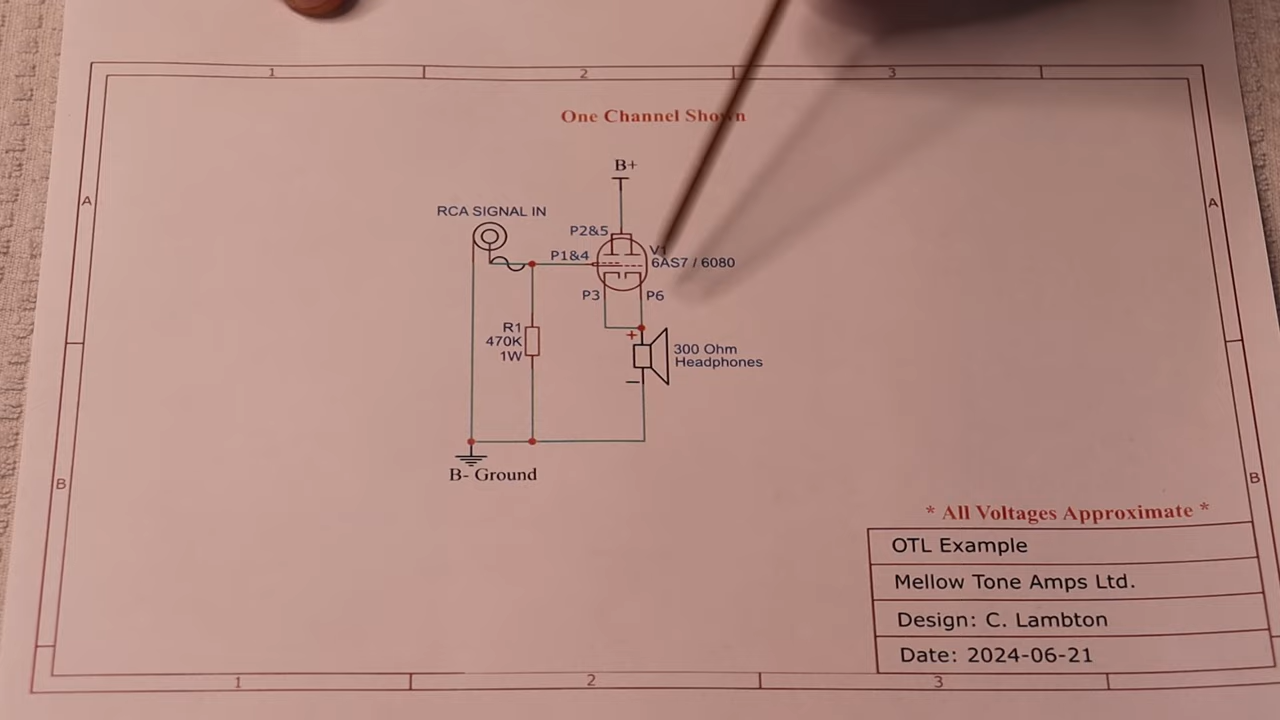 1 2 3
One Channel Shown
B+
A A
RCA SIGNAL IN
P2&5
V1
P1&4
6AS7 / 6080
P3 P6
R1
470K
1W
+
300 Ohm
Headphones
−
B- Ground
B B
* All Voltages Approximate *
OTL Example
Mellow Tone Amps Ltd.
Design: C. Lambton
Date: 2024-06-21
1 2 3